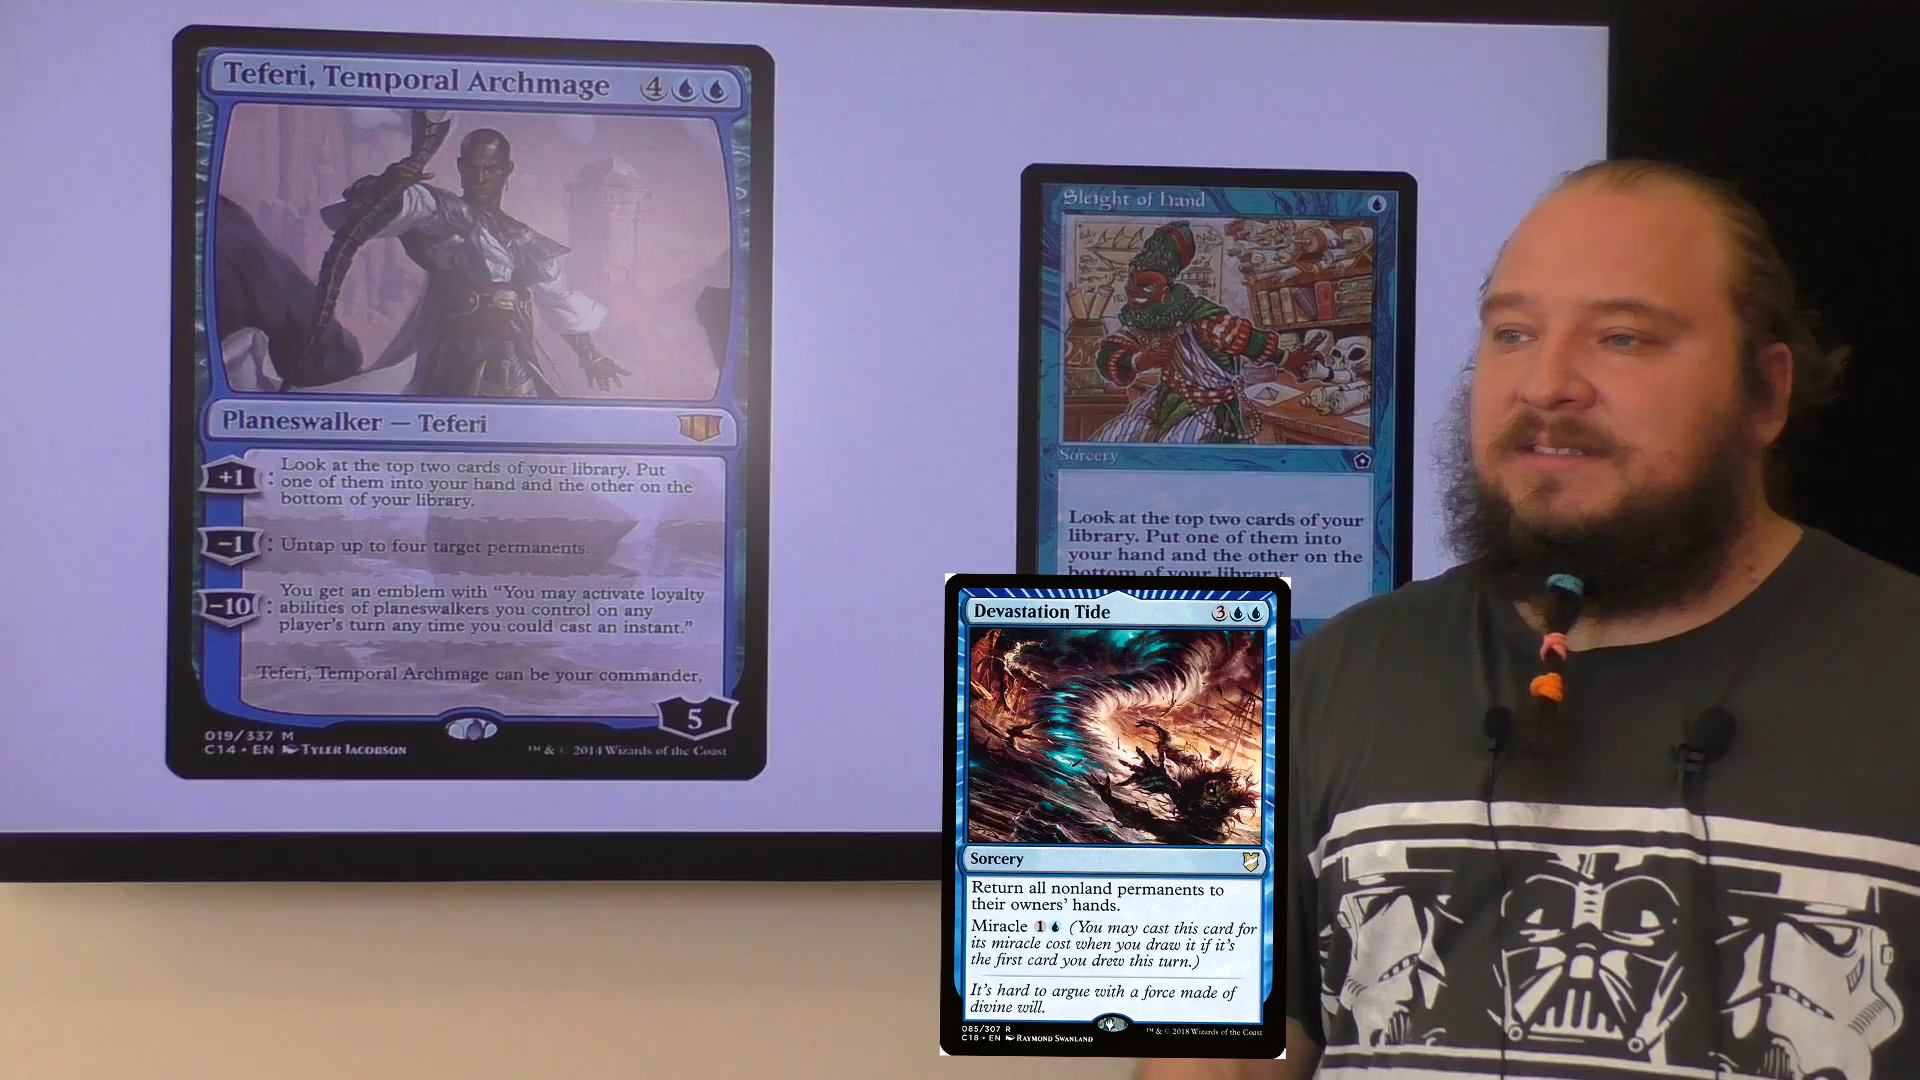 Teferi, Temporal Archmage 4
Planeswalker — Teferi
+1 : Look at the top two cards of your library. Put
one of them into your hand and the other on the
bottom of your library.
−1 : Untap up to four target permanents.
You get an emblem with “You may activate loyalty
−10 : abilities of planeswalkers you control on any
player’s turn any time you could cast an instant.”
Teferi, Temporal Archmage can be your commander.
5
019/337 M
C14 • EN Tyler Jacobson ™ & © 2014 Wizards of the Coast
Sleight of Hand
Sorcery
Look at the top two cards of your
library. Put one of them into
your hand and the other on the
bottom of your library.
Devastation Tide 3
Sorcery
Return all nonland permanents to
their owners’ hands.
Miracle 1 (You may cast this card for
its miracle cost when you draw it if it’s
the first card you drew this turn.)
It’s hard to argue with a force made of
divine will.
085/307 R
C18 • EN Raymond Swanland ™ & © 2018 Wizards of the Coast